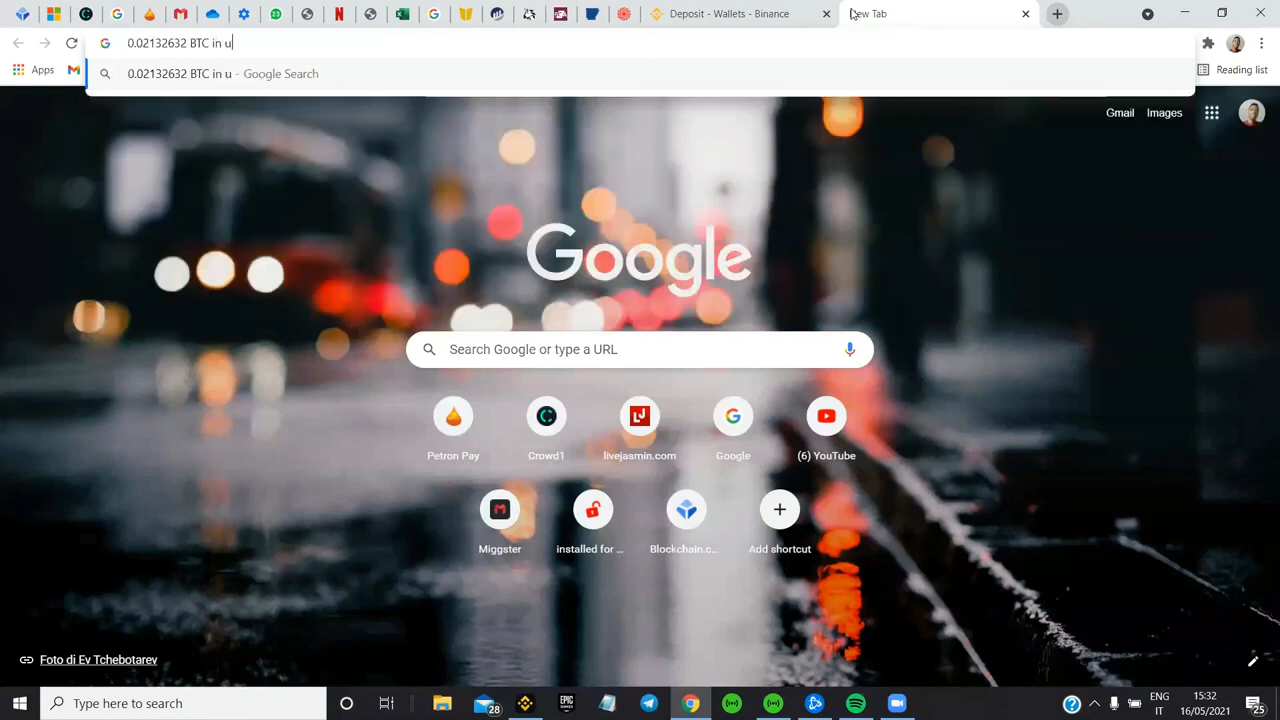 Deposit - Wallets - Binance
New Tab
0.02132632 BTC in u
Apps
Reading list
0.02132632 BTC in u - Google Search
Gmail
Images
Google
Search Google or type a URL
Petron Pay
Crowd1
livejasmin.com
Google
(6) YouTube
Miggster
installed for ...
Blockchain.c...
Add shortcut
Foto di Ev Tchebotarev
Type here to search
28
ENG
IT
15:32
16/05/2021
25